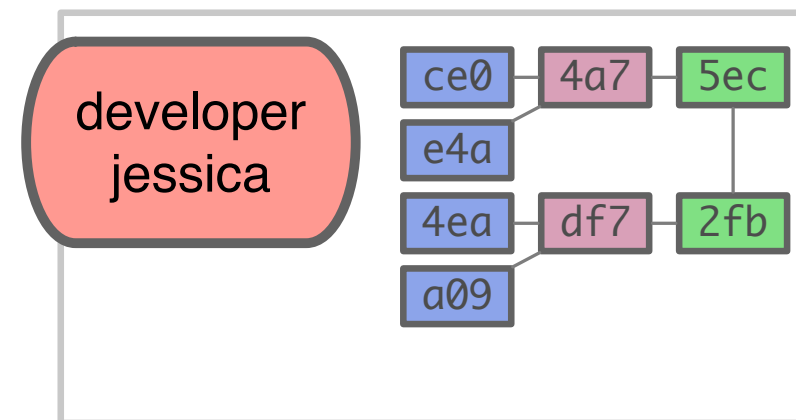 developer
jessica
ce0 4a7 5ec
e4a
4ea df7 2fb
a09